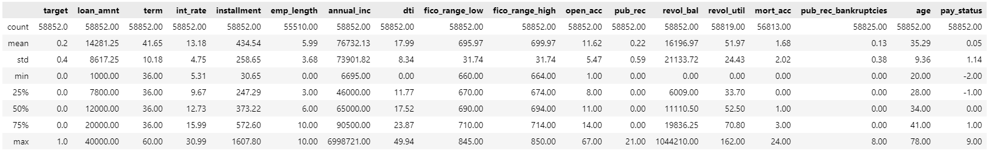 target loan_amnt term int_rate installment emp_length annual_inc dti fico_range_low fico_range_high open_acc pub_rec revol_bal revol_util mort_acc pub_rec_bankruptcies age pay_status
count 58852.0 58852.00 58852.00 58852.00 58852.00 55510.00 58852.00 58852.00 58852.00 58852.00 58852.00 58852.00 58852.00 58819.00 56813.00 58825.00 58852.00 58852.00
mean 0.2 14281.25 41.65 13.18 434.54 5.99 76732.13 17.99 695.97 699.97 11.62 0.22 16196.97 51.97 1.68 0.13 35.29 0.05
std 0.4 8617.25 10.18 4.75 258.65 3.68 73901.82 8.34 31.74 31.74 5.47 0.59 21133.72 24.43 2.02 0.38 9.36 1.14
min 0.0 1000.00 36.00 5.31 30.65 0.00 6695.00 0.00 660.00 664.00 1.00 0.00 0.00 0.00 0.00 0.00 20.00 -2.00
25% 0.0 7800.00 36.00 9.67 247.29 3.00 46000.00 11.77 670.00 674.00 8.00 0.00 6009.00 33.70 0.00 0.00 28.00 -1.00
50% 0.0 12000.00 36.00 12.73 373.22 6.00 65000.00 17.52 690.00 694.00 11.00 0.00 11110.50 52.50 1.00 0.00 34.00 0.00
75% 0.0 20000.00 36.00 15.99 572.60 10.00 90500.00 23.87 710.00 714.00 14.00 0.00 19836.25 70.80 3.00 0.00 41.00 1.00
max 1.0 40000.00 60.00 30.99 1607.80 10.00 6998721.00 49.94 845.00 850.00 67.00 21.00 1044210.00 162.00 24.00 8.00 78.00 9.00